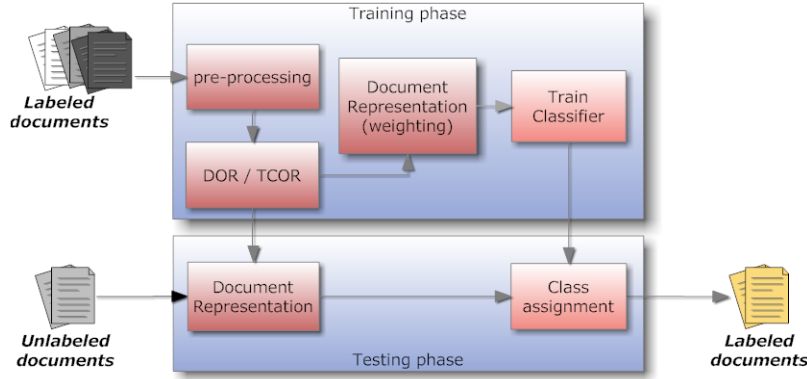 Training phase
pre-processing
Document
Representation
(weighting)
Train
Classifier
Labeled
documents
DOR / TCOR
Document
Representation
Class
assignment
Unlabeled
documents
Labeled
documents
Testing phase